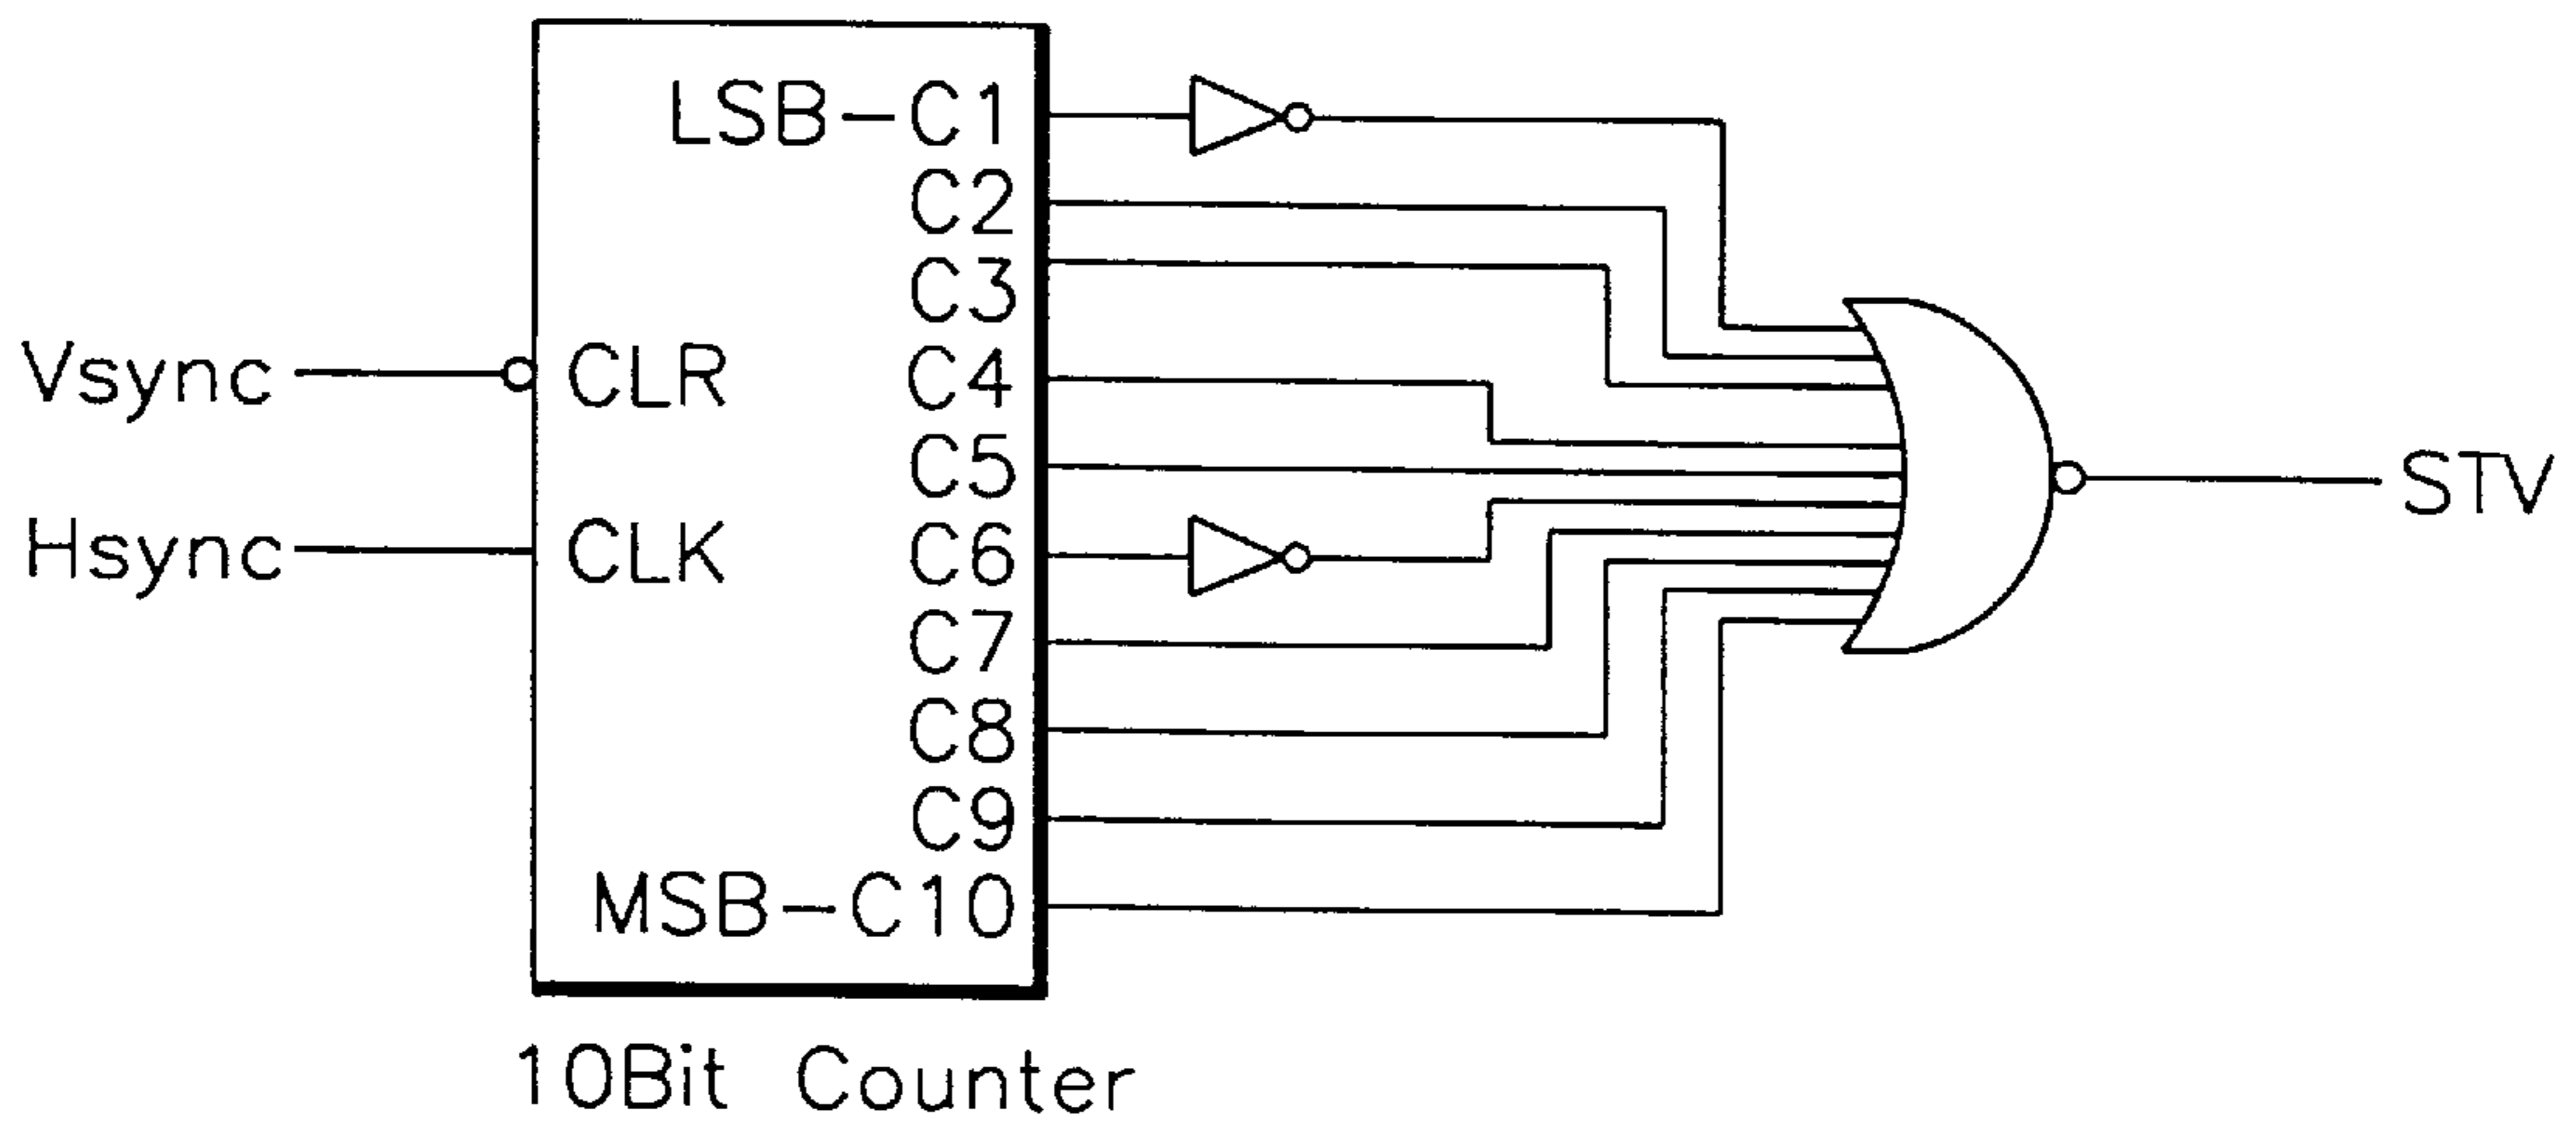 LSB-C1
C2
C3
Vsync CLR C4
C5
Hsync CLK C6
C7
C8
C9
MSB-C10
STV
10Bit Counter